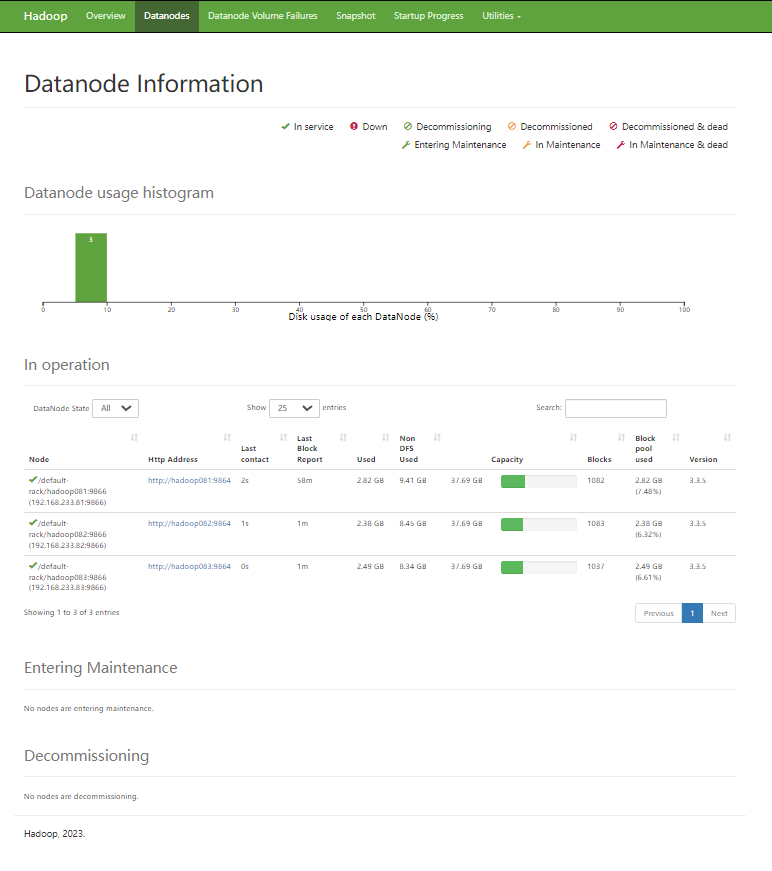 Hadoop Overview Datanodes Datanode Volume Failures Snapshot Startup Progress Utilities
Datanode Information
In service Down Decommissioning Decommissioned Decommissioned & dead
Entering Maintenance In Maintenance In Maintenance & dead
Datanode usage histogram
3
0 10 20 30 40 50 60 70 80 90 100
Disk usage of each DataNode (%)
In operation
DataNode State All Show 25 entries Search:
Node Http Address Last contact Last Block Report Used Non DFS Used Capacity Blocks Block pool used Version
/default-
rack/hadoop081:9866
(192.168.233.81:9866)
http://hadoop081:9864 2s 58m 2.82 GB 9.41 GB 37.69 GB 1082 2.82 GB 3.3.5
(7.48%)
/default-
rack/hadoop082:9866
(192.168.233.82:9866)
http://hadoop082:9864 1s 1m 2.38 GB 8.45 GB 37.69 GB 1083 2.38 GB 3.3.5
(6.32%)
/default-
rack/hadoop083:9866
(192.168.233.83:9866)
http://hadoop083:9864 0s 1m 2.49 GB 8.34 GB 37.69 GB 1037 2.49 GB 3.3.5
(6.61%)
Showing 1 to 3 of 3 entries Previous 1 Next
Entering Maintenance
No nodes are entering maintenance.
Decommissioning
No nodes are decommissioning.
Hadoop, 2023.